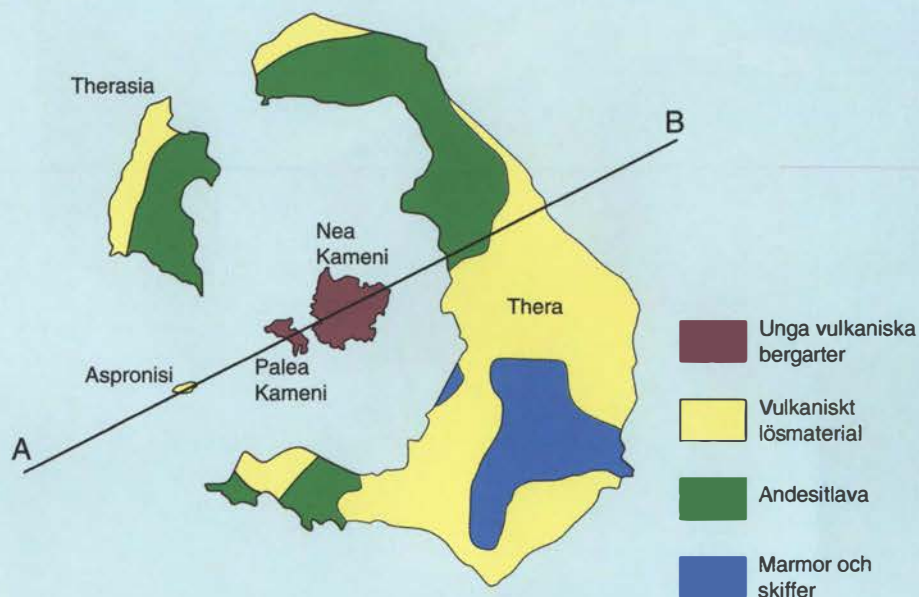 Therasia
B
Nea
Kameni
Thera
Aspronisi
Palea
Kameni
A
Unga vulkaniska
bergarter
Vulkaniskt
lösmaterial
Andesitlava
Marmor och
skiffer